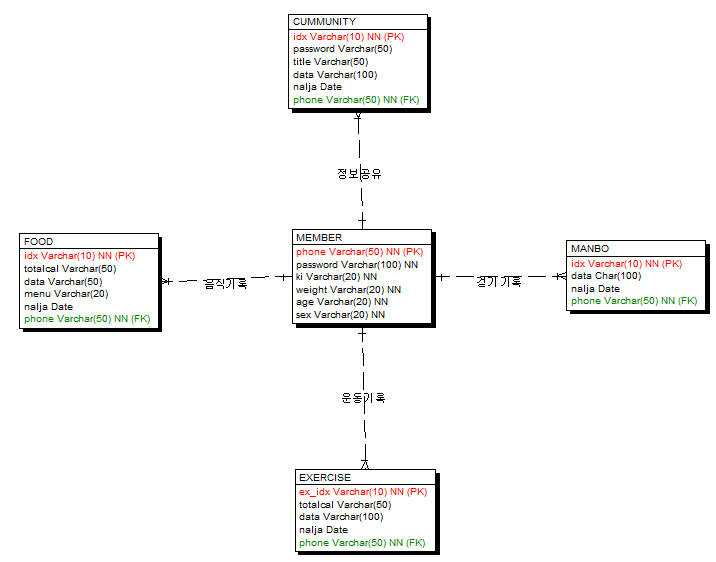 CUMMUNITY
idx Varchar(10) NN (PK)
password Varchar(50)
title Varchar(50)
data Varchar(100)
nalja Date
phone Varchar(50) NN (FK)
정보공유
FOOD
idx Varchar(10) NN (PK)
totalcal Varchar(50)
data Varchar(50)
menu Varchar(20)
nalja Date
phone Varchar(50) NN (FK)
음식기록
MEMBER
phone Varchar(50) NN (PK)
password Varchar(100) NN
ki Varchar(20) NN
weight Varchar(20) NN
age Varchar(20) NN
sex Varchar(20) NN
걷기기록
MANBO
idx Varchar(10) NN (PK)
data Char(100)
nalja Date
phone Varchar(50) NN (FK)
운동기록
EXERCISE
ex_idx Varchar(10) NN (PK)
totalcal Varchar(50)
data Varchar(100)
nalja Date
phone Varchar(50) NN (FK)